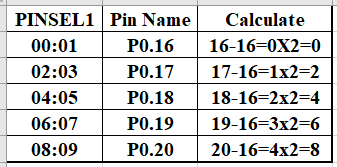 PINSEL1 Pin Name Calculate
00:01 P0.16 16-16=0X2=0
02:03 P0.17 17-16=1x2=2
04:05 P0.18 18-16=2x2=4
06:07 P0.19 19-16=3x2=6
08:09 P0.20 20-16=4x2=8